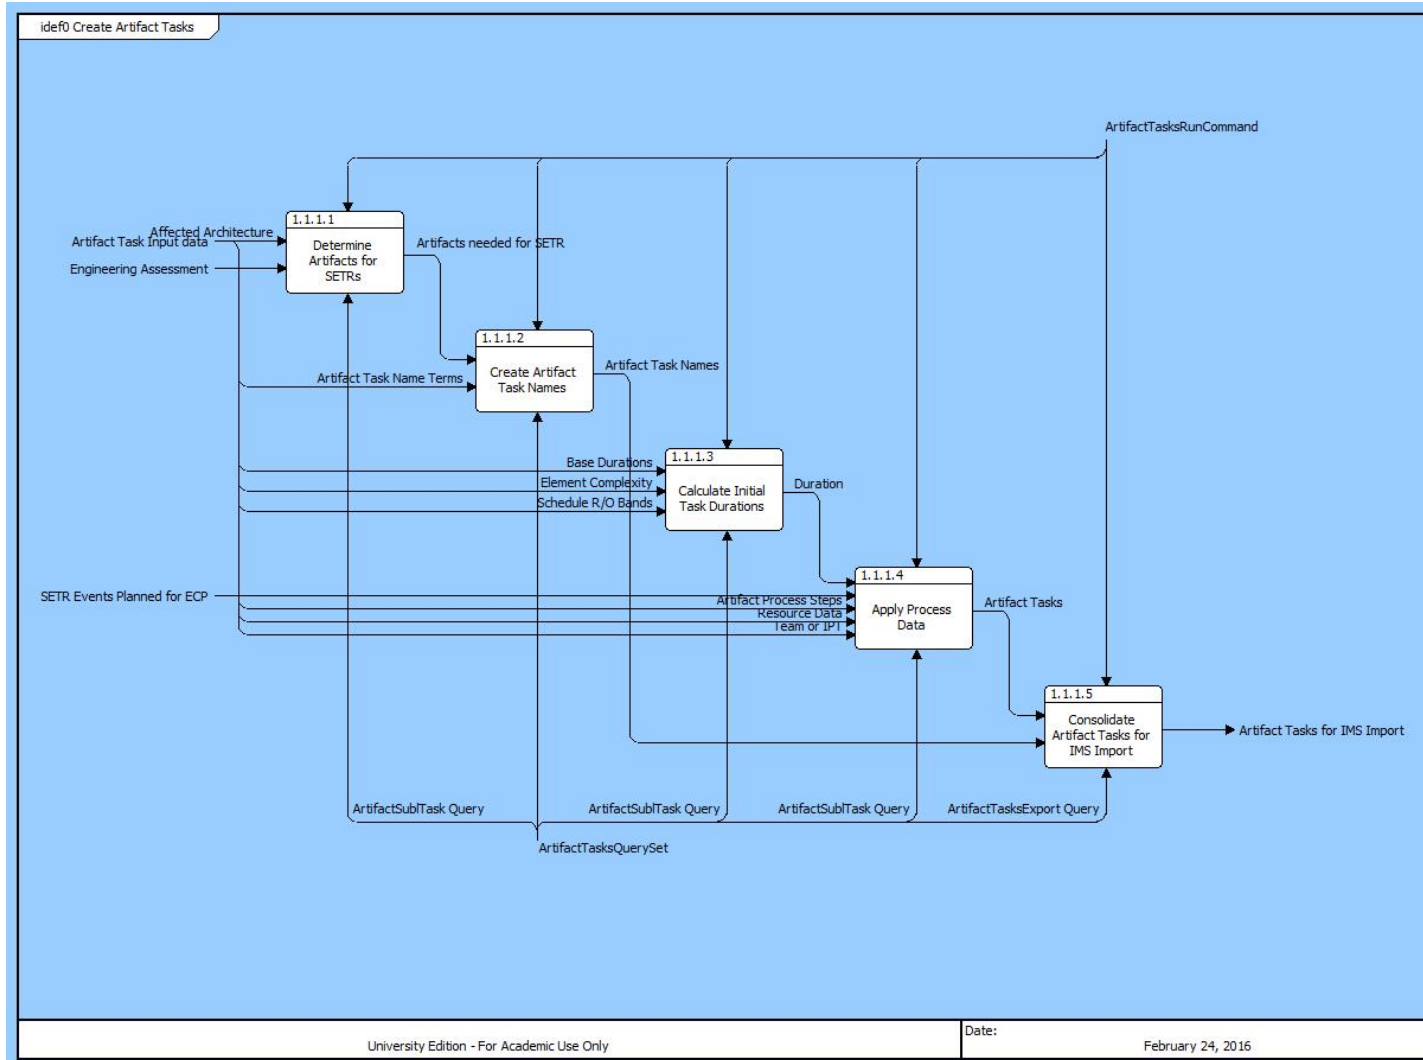 idef0 Create Artifact Tasks
ArtifactTasksRunCommand
1.1.1.1
Determine
Artifacts for
SETRs
Affected Architecture
Artifact Task Input data
Engineering Assessment
Artifacts needed for SETR
1.1.1.2
Create Artifact
Task Names
Artifact Task Name Terms
Artifact Task Names
1.1.1.3
Calculate Initial
Task Durations
Base Durations
Element Complexity
Schedule R/O Bands
Duration
1.1.1.4
Apply Process
Data
SETR Events Planned for ECP
Artifact Process Steps
Resource Data
Team or IPT
Artifact Tasks
1.1.1.5
Consolidate
Artifact Tasks for
IMS Import
Artifact Tasks for IMS Import
ArtifactSublTask Query
ArtifactSublTask Query
ArtifactSublTask Query
ArtifactTasksExport Query
ArtifactTasksQuerySet
University Edition - For Academic Use Only
Date:
February 24, 2016